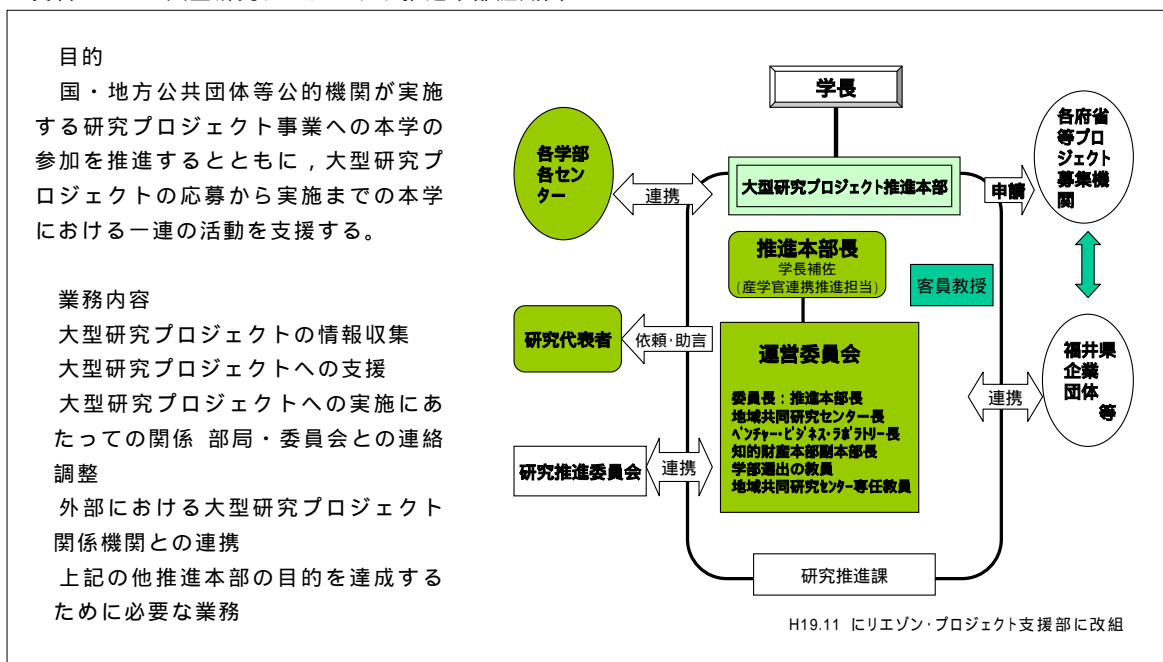 目的
国・地方公共団体等公的機関が実施
する研究プロジェクト事業への本学の
参加を推進するとともに，大型研究プ
ロジェクトの応募から実施までの本学
における一連の活動を支援する。
業務内容
大型研究プロジェクトの情報収集
大型研究プロジェクトへの支援
大型研究プロジェクトへの実施にあ
たっての関係 部局・委員会との連絡
調整
外部における大型研究プロジェクト
関係機関との連携
上記の他推進本部の目的を達成する
ために必要な業務
学長
各学部
各セン
ター
連携
大型研究プロジェクト推進本部
申請
各府省
等プロ
ジェクト
募集機
関
推進本部長
学長補佐
(産学官連携推進担当)
客員教授
研究代表者
依頼･助言
運営委員会
委員長：推進本部長
地域共同研究センター長
ﾍﾞﾝﾁｬｰ･ﾋﾞｼﾞﾈｽ･ﾗﾎﾞﾗﾄﾘｰ長
知的財産本部副本部長
学部選出の教員
地域共同研究ｾﾝﾀｰ専任教員
連携
福井県
企業
団体
等
研究推進委員会
連携
研究推進課
H19.11 にリエゾン･プロジェクト支援部に改組